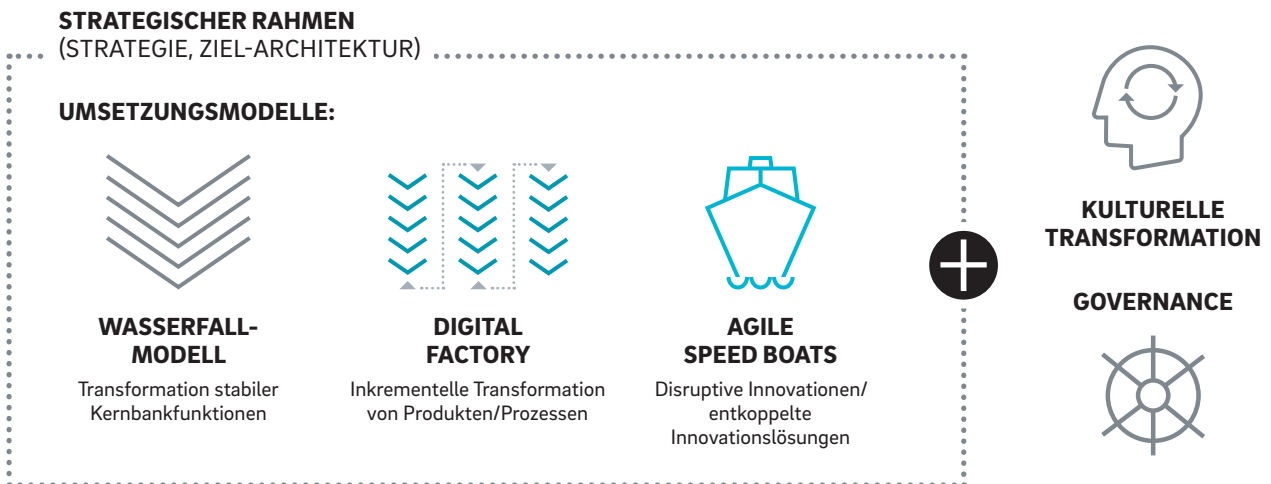 STRATEGISCHER RAHMEN
(STRATEGIE, ZIEL-ARCHITEKTUR)
UMSETZUNGSMODELLE:
WASSERFALL-
MODELL
Transformation stabiler
Kernbankfunktionen
DIGITAL
FACTORY
Inkrementelle Transformation
von Produkten/Prozessen
AGILE
SPEED BOATS
Disruptive Innovationen/
entkoppelte
Innovationslösungen
KULTURELLE
TRANSFORMATION
GOVERNANCE